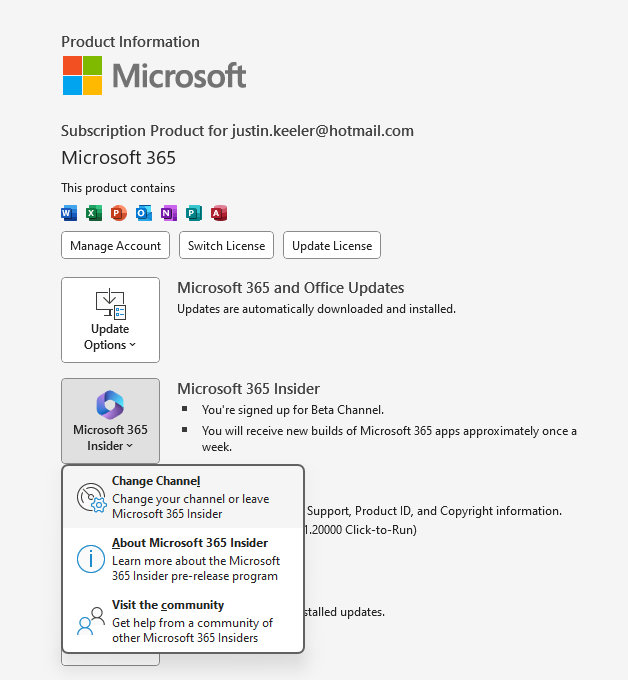 Product Information
Microsoft
Subscription Product for justin.keeler@hotmail.com
Microsoft 365
This product contains
W X P O N P A
Manage Account
Switch License
Update License
Update
Options
Microsoft 365 and Office Updates
Updates are automatically downloaded and installed.
Microsoft 365
Insider
Microsoft 365 Insider
You're signed up for Beta Channel.
You will receive new builds of Microsoft 365 apps approximately once a
week.
Change Channel
Change your channel or leave
Microsoft 365 Insider
About Microsoft 365 Insider
Learn more about the Microsoft
365 Insider pre-release program
Visit the community
Get help from a community of
other Microsoft 365 Insiders
Support, Product ID, and Copyright information.
1.20000 Click-to-Run)
stalled updates.